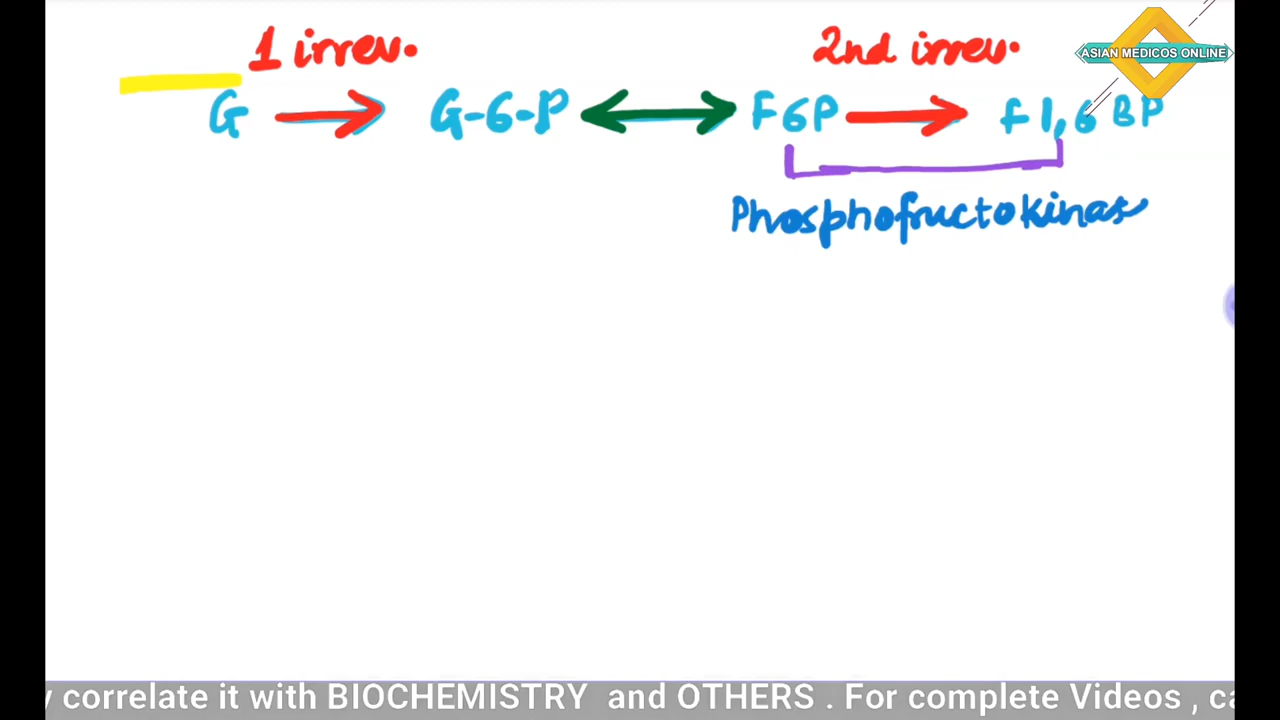 1 irrev. 2nd irrev.
ASIAN MEDICOS ONLINE
G G-6-P F6P F1,6 BP
Phosphofructokinase
y correlate it with BIOCHEMISTRY and OTHERS . For complete Videos , ca